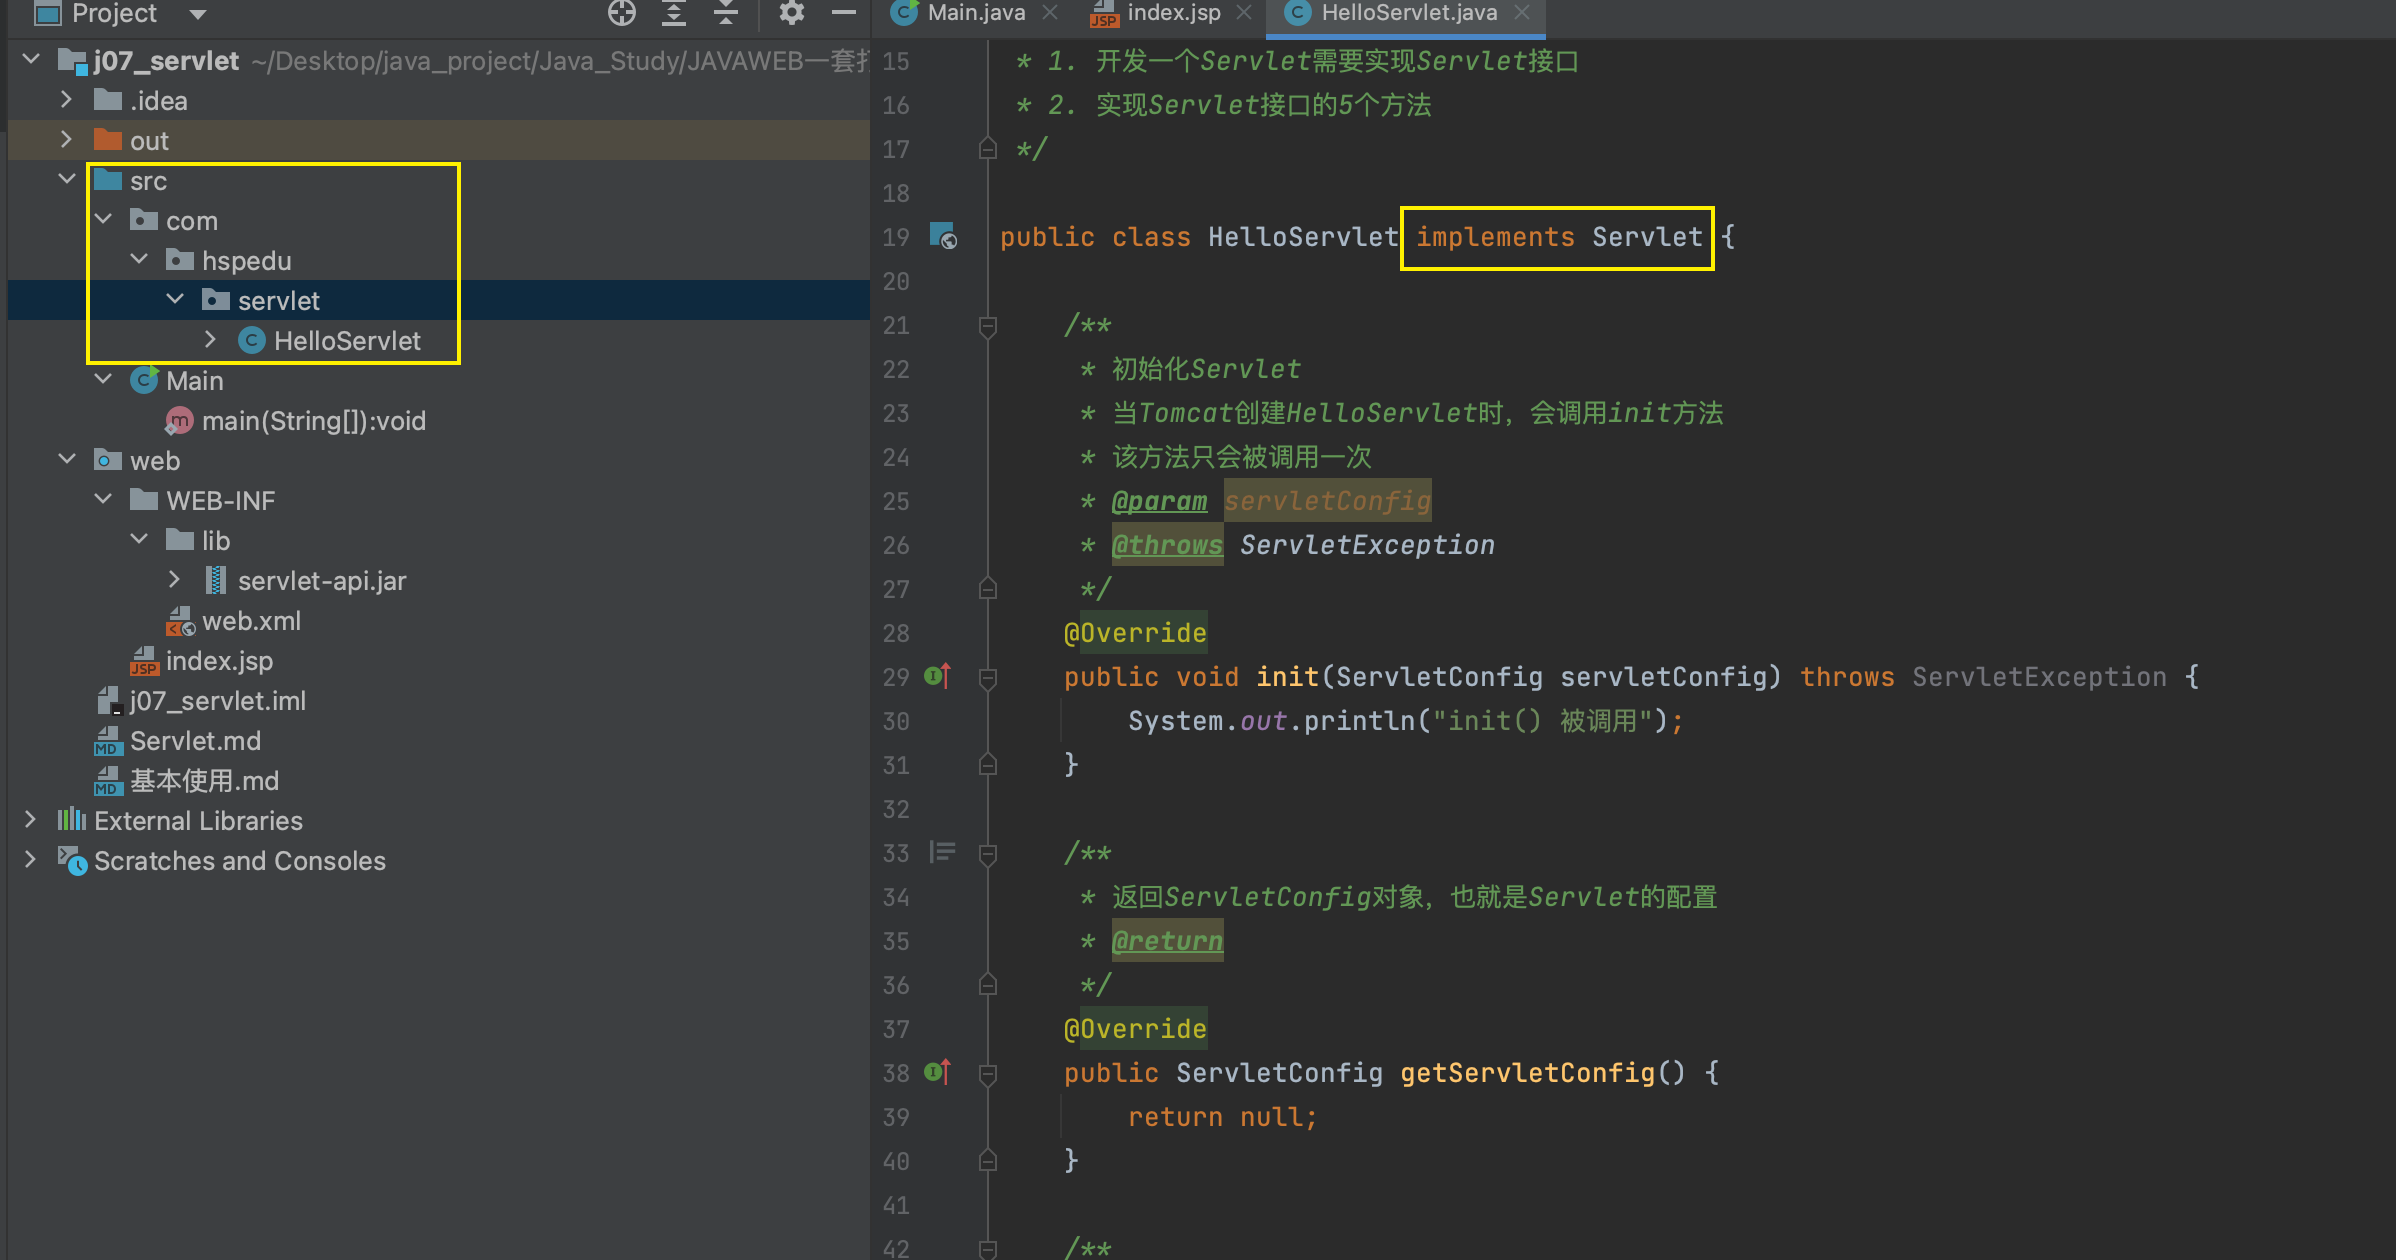 Project
j07_servlet ~/Desktop/java_project/Java_Study/JAVAWEB一套
.idea
out
src
com
hspedu
servlet
HelloServlet
Main
main(String[]):void
web
WEB-INF
lib
servlet-api.jar
web.xml
index.jsp
j07_servlet.iml
Servlet.md
基本使用.md
External Libraries
Scratches and Consoles
Main.java
index.jsp
HelloServlet.java
15 * 1. 开发一个Servlet需要实现Servlet接口
16 * 2. 实现Servlet接口的5个方法
17 */
18
19 public class HelloServlet implements Servlet {
20
21 /**
22 * 初始化Servlet
23 * 当Tomcat创建HelloServlet时，会调用init方法
24 * 该方法只会被调用一次
25 * @param servletConfig
26 * @throws ServletException
27 */
28 @Override
29 public void init(ServletConfig servletConfig) throws ServletException {
30 System.out.println("init() 被调用");
31 }
32
33 /**
34 * 返回ServletConfig对象，也就是Servlet的配置
35 * @return
36 */
37 @Override
38 public ServletConfig getServletConfig() {
39 return null;
40 }
41
42 /**